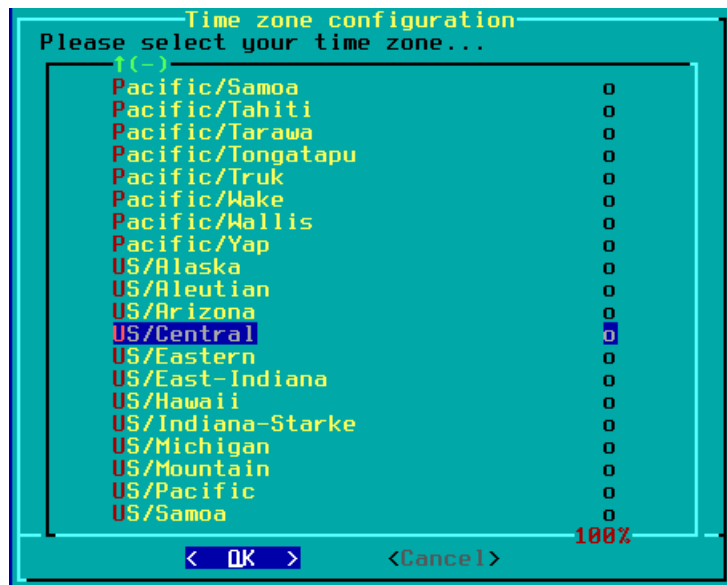 Time zone configuration
Please select your time zone...
↑(-)
Pacific/Samoa o
Pacific/Tahiti o
Pacific/Tarawa o
Pacific/Tongatapu o
Pacific/Truk o
Pacific/Wake o
Pacific/Wallis o
Pacific/Yap o
US/Alaska o
US/Aleutian o
US/Arizona o
US/Central o
US/Eastern o
US/East-Indiana o
US/Hawaii o
US/Indiana-Starke o
US/Michigan o
US/Mountain o
US/Pacific o
US/Samoa o
100%
< OK > <Cancel>